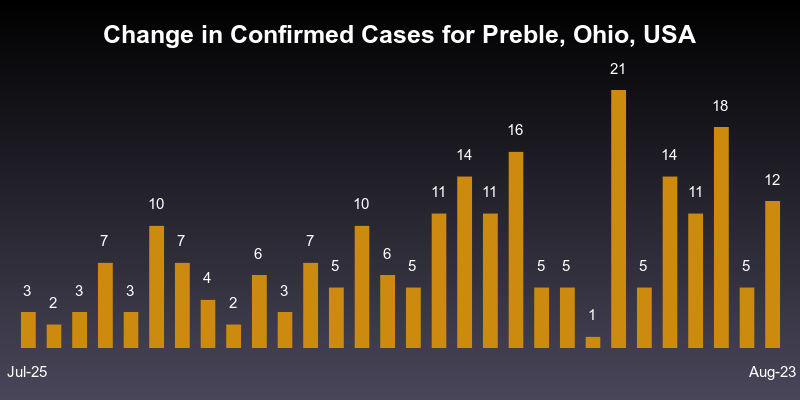 Change in Confirmed Cases for Preble, Ohio, USA
3 2 3 7 3 10 7 4 2 6 3 7 5 10 6 5 11 14 11 16 5 5 1 21 5 14 11 18 5 12
Jul-25 Aug-23